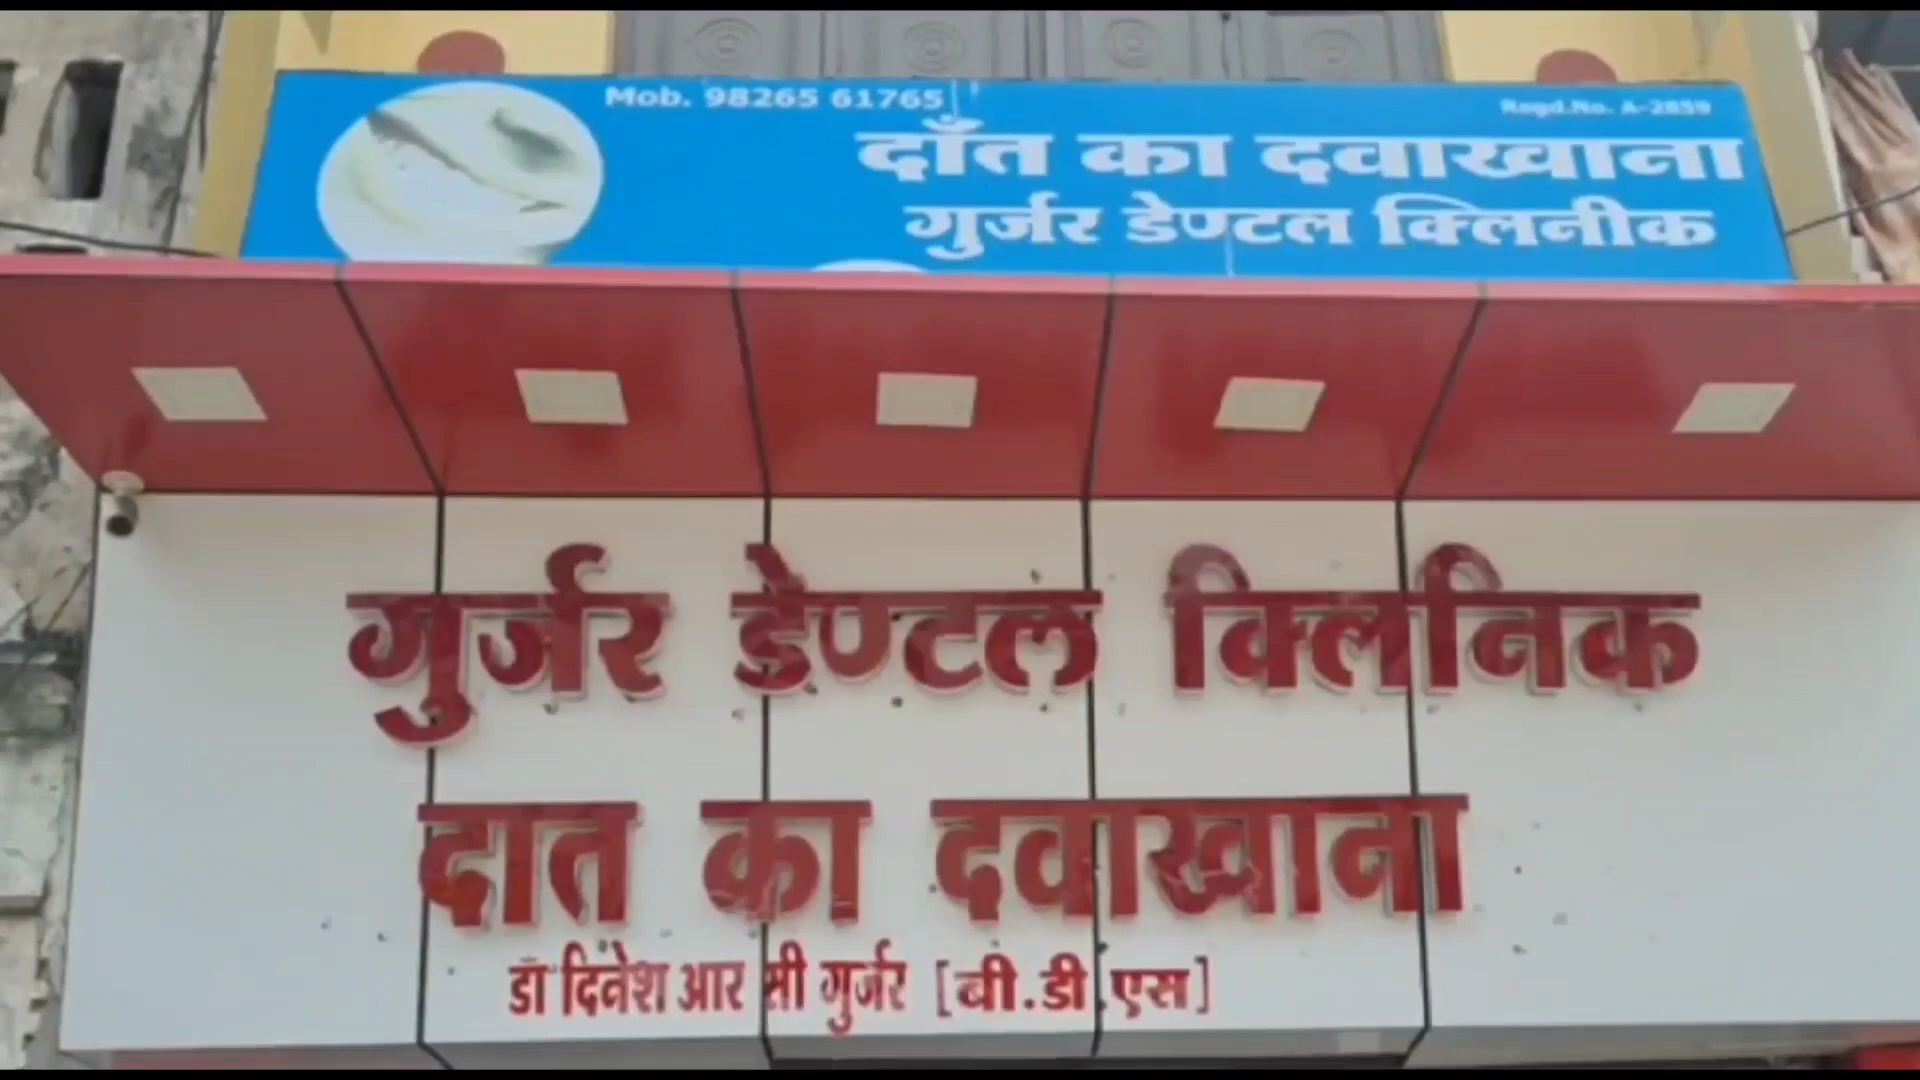 Mob. 98265 61765
Regd.No. A-2859
दाँत का दवाखाना
गुर्जर डेण्टल क्लिनीक
गुर्जर डेण्टल क्लिनिक
दात का दवाखाना
डॉ दिनेश आर सी गुर्जर [बी.डी.एस]